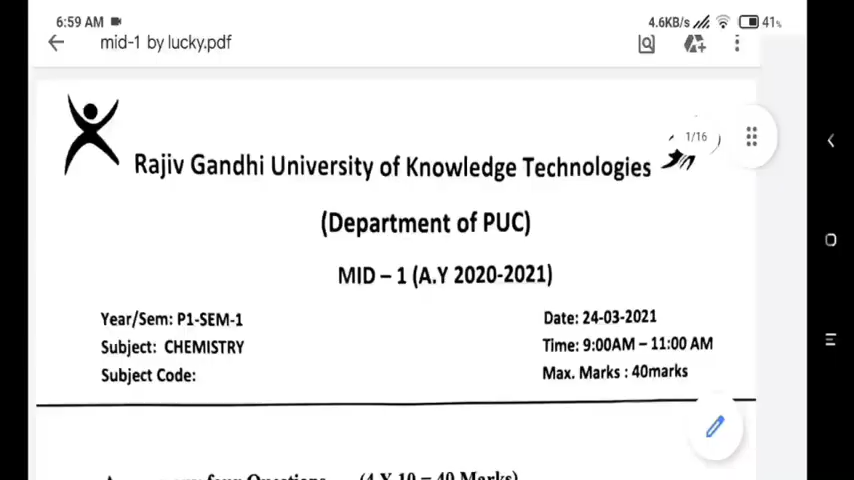 6:59 AM 4.6KB/s 41%
mid-1 by lucky.pdf
1/16
Rajiv Gandhi University of Knowledge Technologies
(Department of PUC)
MID – 1 (A.Y 2020-2021)
Year/Sem: P1-SEM-1 Date: 24-03-2021
Subject: CHEMISTRY Time: 9:00AM – 11:00 AM
Subject Code: Max. Marks : 40marks
four Questions (4 X 10 = 40 Marks)